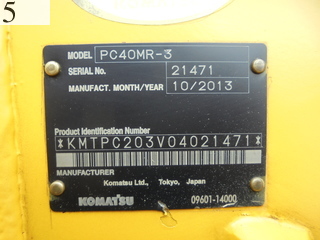 5
MODEL PC40MR-3
SERIAL No. 21471
MANUFACT. MONTH/YEAR 10/2013
Product Identification Number
*KMTPC203V04021471*
MANUFACTURER
Komatsu Ltd., Tokyo, Japan
KOMATSU 09601-14000